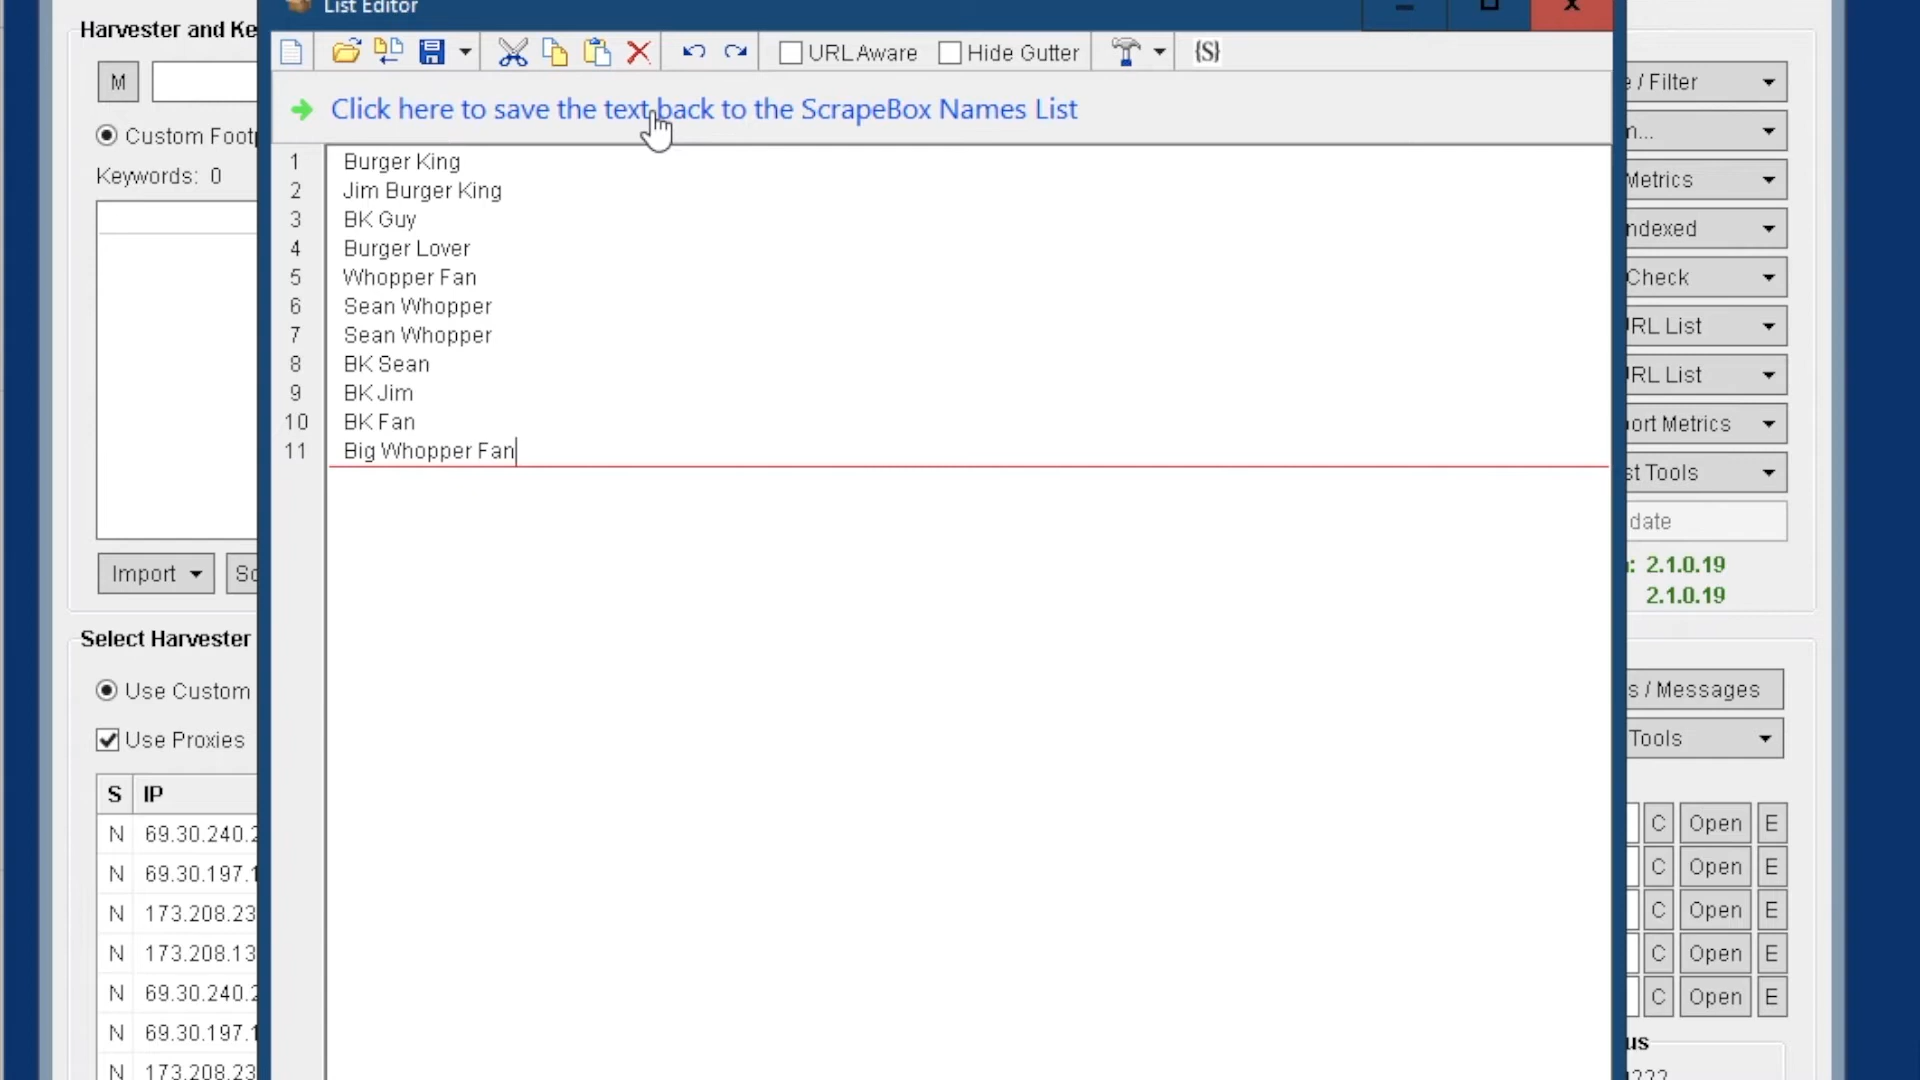 List Editor
Harvester and Ke
M
Custom Footp
Keywords: 0
Import
Sc
Select Harvester
Use Custom
Use Proxies
S IP
N 69.30.240.2
N 69.30.197.1
N 173.208.23
N 173.208.13
N 69.30.240.2
N 69.30.197.1
N 173.208.23
URL Aware
Hide Gutter
{S}
Click here to save the text back to the ScrapeBox Names List
1 Burger King
2 Jim Burger King
3 BK Guy
4 Burger Lover
5 Whopper Fan
6 Sean Whopper
7 Sean Whopper
8 BK Sean
9 BK Jim
10 BK Fan
11 Big Whopper Fan
e / Filter
n...
Metrics
ndexed
Check
URL List
URL List
ort Metrics
st Tools
date
: 2.1.0.19
2.1.0.19
s / Messages
Tools
C Open E
C Open E
C Open E
C Open E
C Open E
us